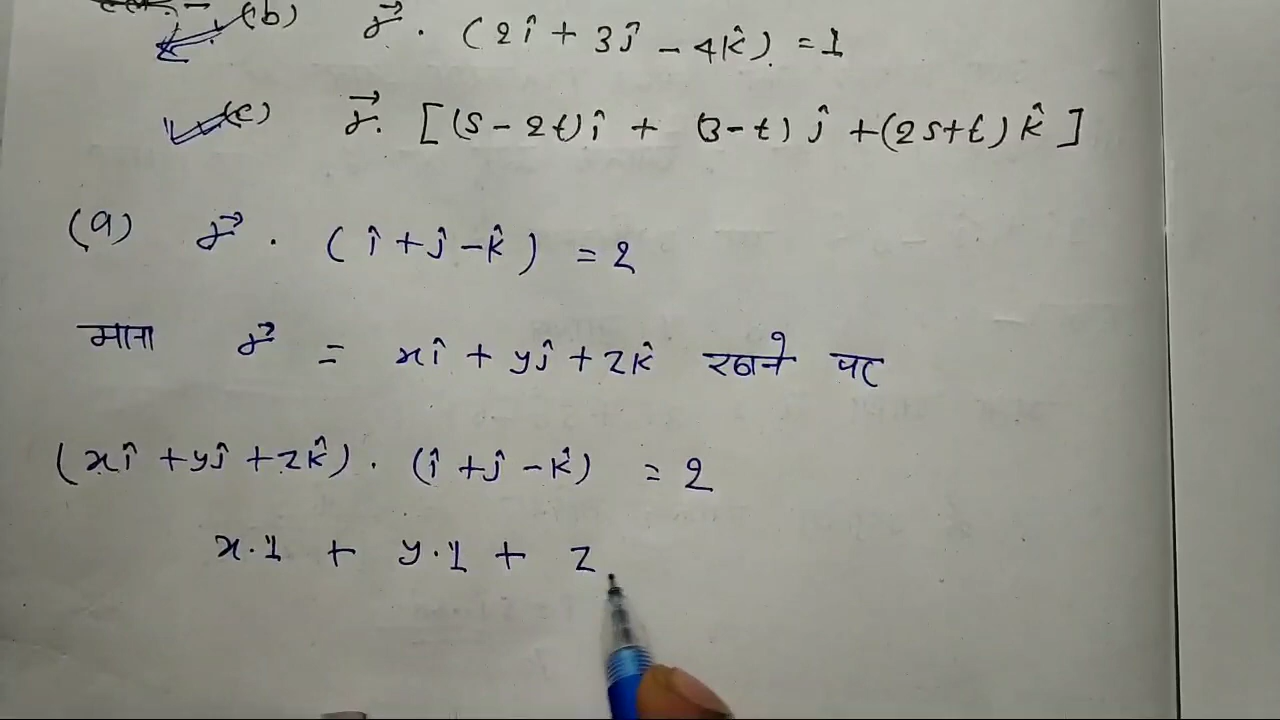 (b) r⃗ . (2î + 3ĵ - 4k̂) = 1
(c) r⃗. [(s - 2t)î + (3-t) ĵ + (2s+t) k̂]
(a) r⃗ . (î + ĵ - k̂) = 2
माना r⃗ = xî + yĵ + zk̂ रखने पर
(xî + yĵ + zk̂) . (î + ĵ - k̂) = 2
x.1 + y.1 + z